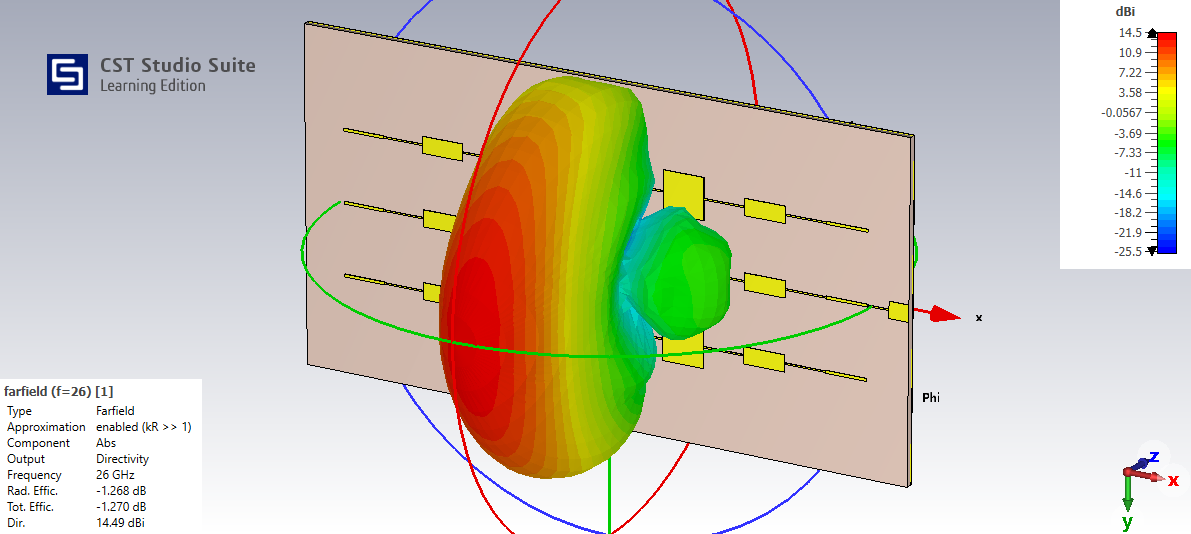 CST Studio Suite
Learning Edition
dBi
14.5
10.9
7.22
3.58
-0.0567
-3.69
-7.33
-11
-14.6
-18.2
-21.9
-25.5
x
Phi
farfield (f=26) [1]
Type Farfield
Approximation enabled (kR >> 1)
Component Abs
Output Directivity
Frequency 26 GHz
Rad. Effic. -1.268 dB
Tot. Effic. -1.270 dB
Dir. 14.49 dBi
z
x
y